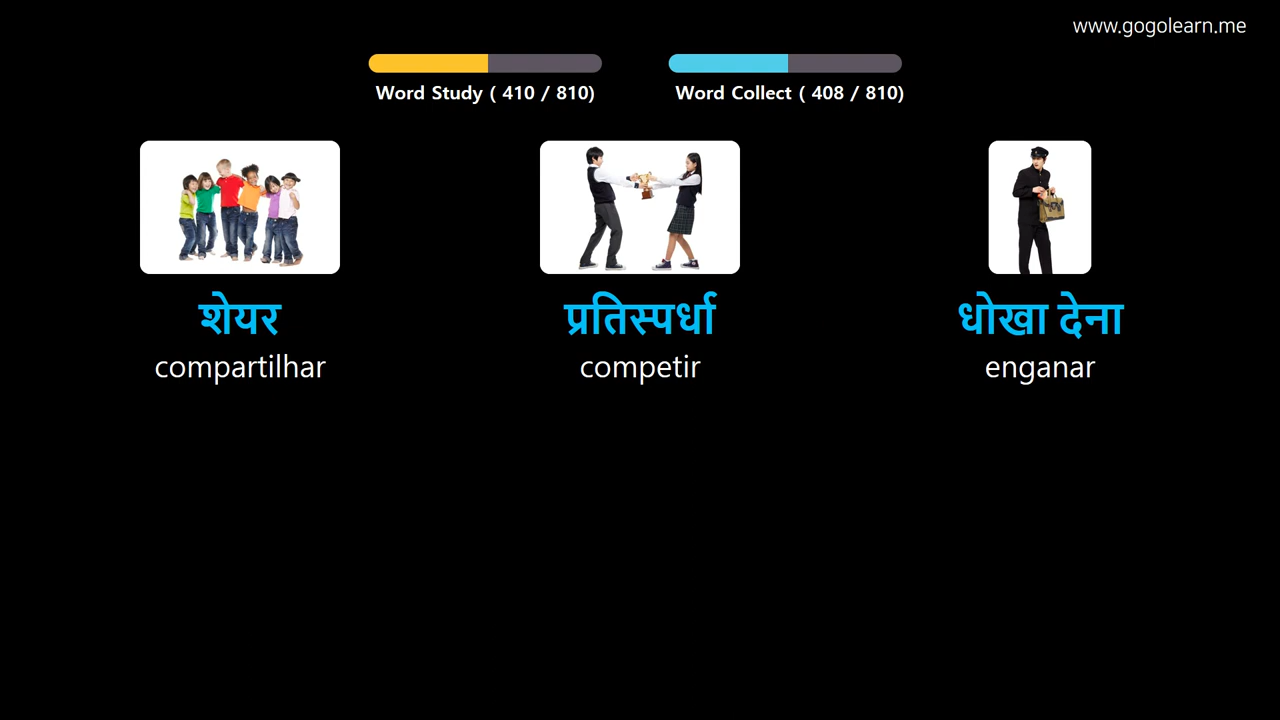 www.gogolearn.me
Word Study ( 410 / 810)
Word Collect ( 408 / 810)
शेयर
प्रतिस्पर्धा
धोखा देना
compartilhar
competir
enganar